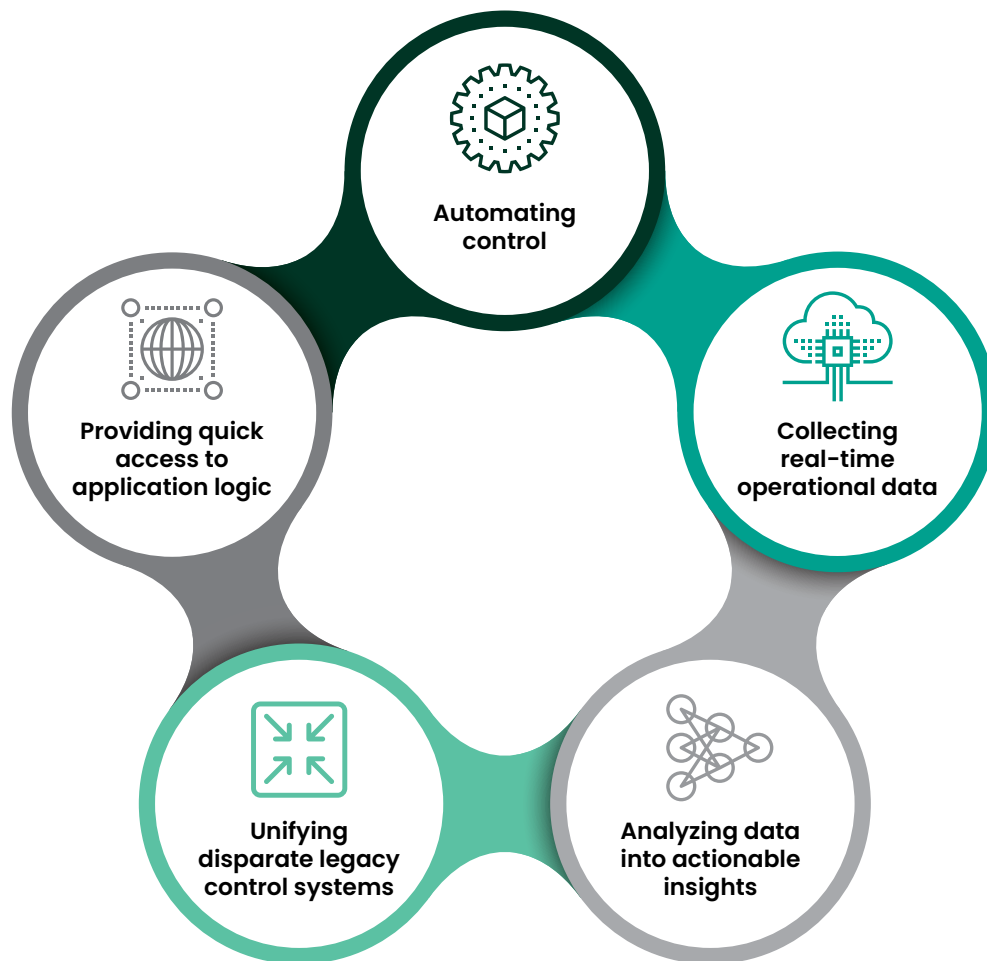 Automating
control
Collecting
real-time
operational data
Analyzing data
into actionable
insights
Unifying
disparate legacy
control systems
Providing quick
access to
application logic